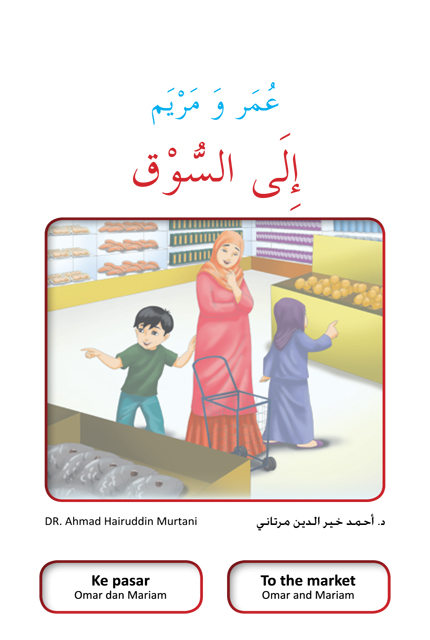 عُمَر وَ مَرْيَم
إِلَى السُّوْق
DR. Ahmad Hairuddin Murtani
د. أحمد خير الدين مرتاني
Ke pasar
Omar dan Mariam
To the market
Omar and Mariam